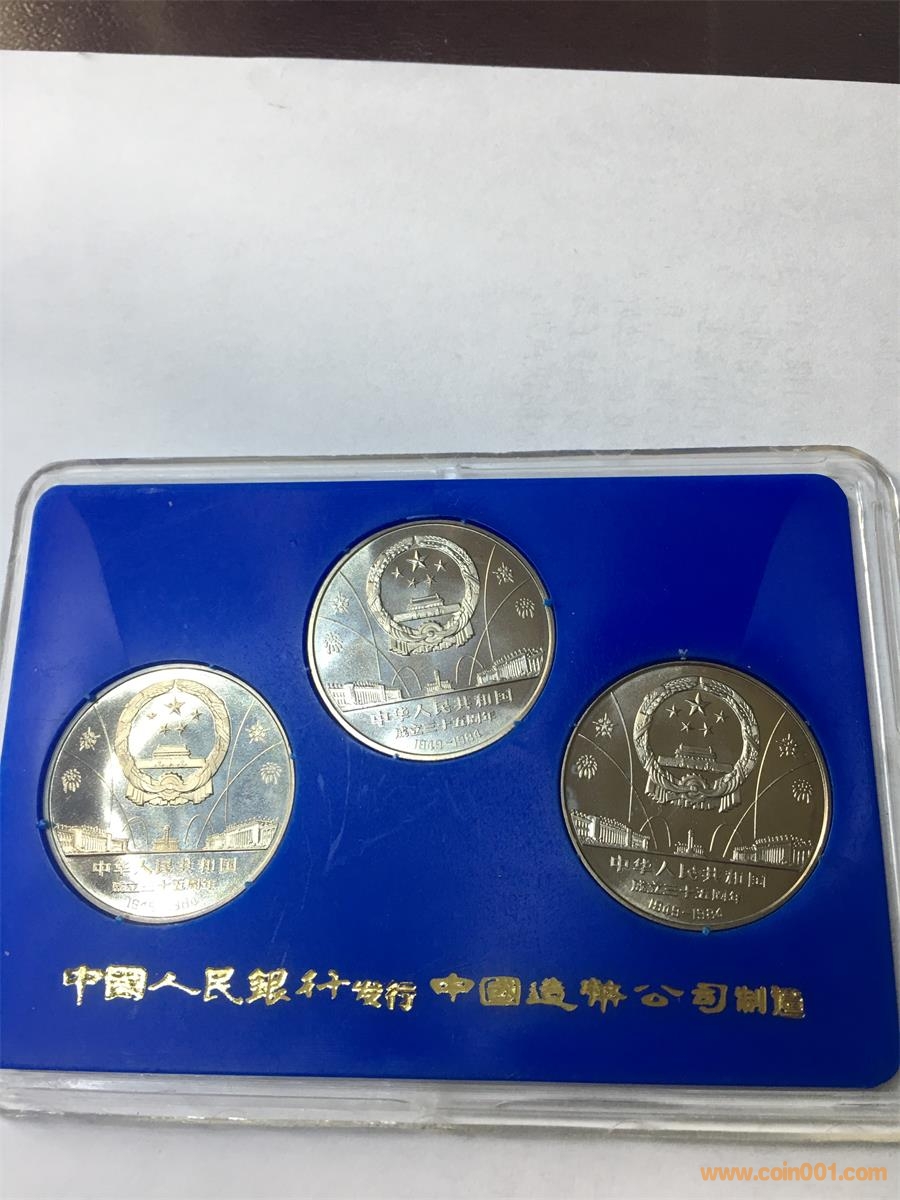 中华人民共和国
成立三十五周年
1949-1984
中华人民共和国
成立三十五周年
中华人民共和国
成立三十五周年
1949-1984
中國人民銀行发行 中國造幣公司制造
www.coin001.com